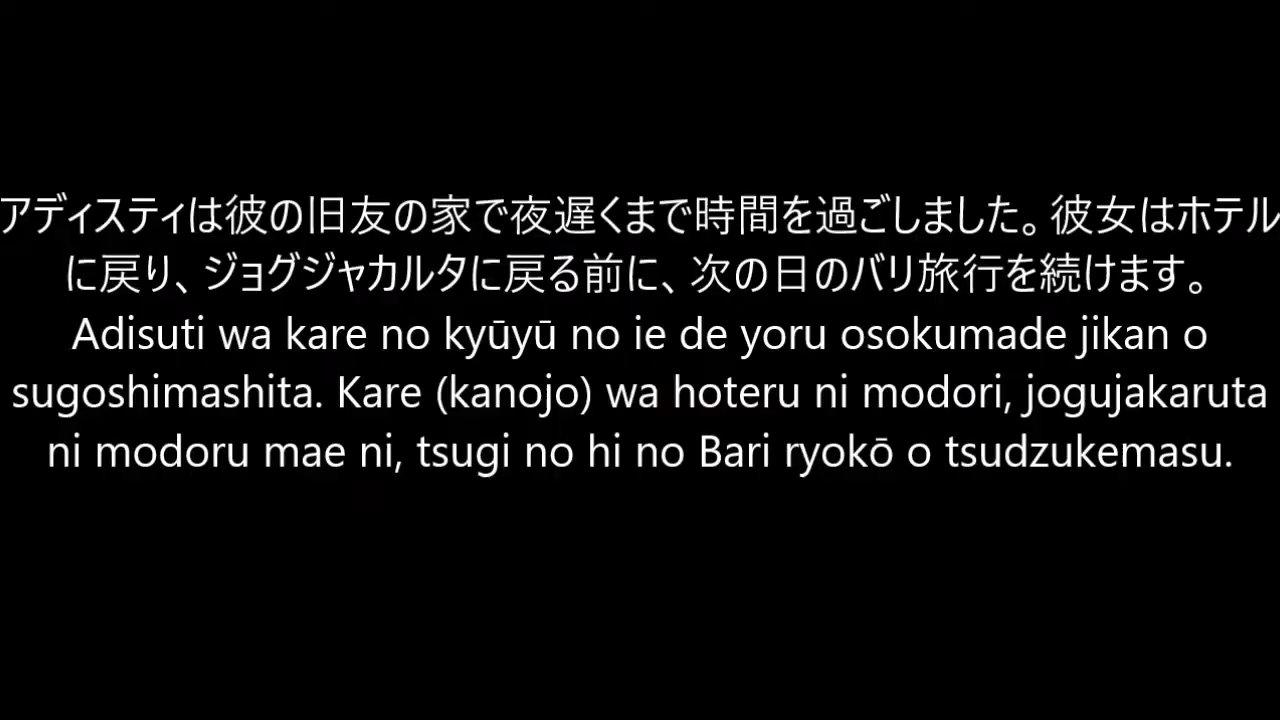 アディスティは彼の旧友の家で夜遅くまで時間を過ごしました。彼女はホテル
に戻り、ジョグジャカルタに戻る前に、次の日のバリ旅行を続けます。
Adisuti wa kare no kyūyū no ie de yoru osokumade jikan o
sugoshimashita. Kare (kanojo) wa hoteru ni modori, jogujakaruta
ni modoru mae ni, tsugi no hi no Bari ryokō o tsudzukemasu.